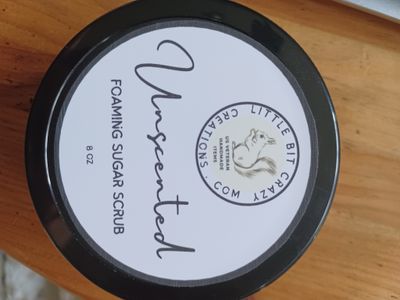 LITTLE BIT CRAZY
CREATIONS . COM
US VETERAN
HANDMADE
ITEMS
Unscented
FOAMING SUGAR SCRUB
8 OZ